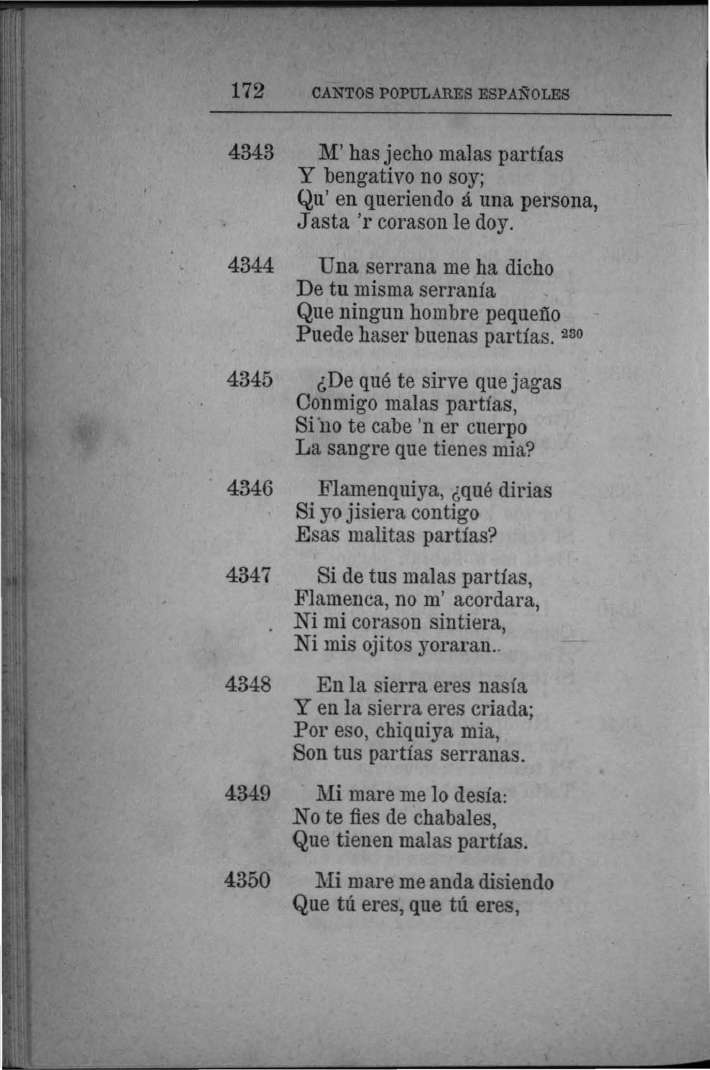 172 CANTOS POPULARES ESPAÑOLES
4343 M' has jecho malas partías
Y bengativo no soy;
Qu' en queriendo á una persona,
Jasta 'r corason le doy.
4344 Una serrana me ha dicho
De tu misma serranía
Que ningun hombre pequeño
Puede haser buenas partías. 230
4345 ¿De qué te sirve que jagas
Conmigo malas partías,
Si no te cabe 'n er cuerpo
La sangre que tienes mia?
4346 Flamenquiya, ¿qué dirias
Si yo jisiera contigo
Esas malitas partías?
4347 Si de tus malas partías,
Flamenca, no m' acordara,
Ni mi corason sintiera,
Ni mis ojitos yoraran..
4348 En la sierra eres nasía
Y en la sierra eres criada;
Por eso, chiquiya mia,
Son tus partías serranas.
4349 Mi mare me lo desía:
No te fies de chabales,
Que tienen malas partías.
4350 Mi mare me anda disiendo
Que tú eres, que tú eres,